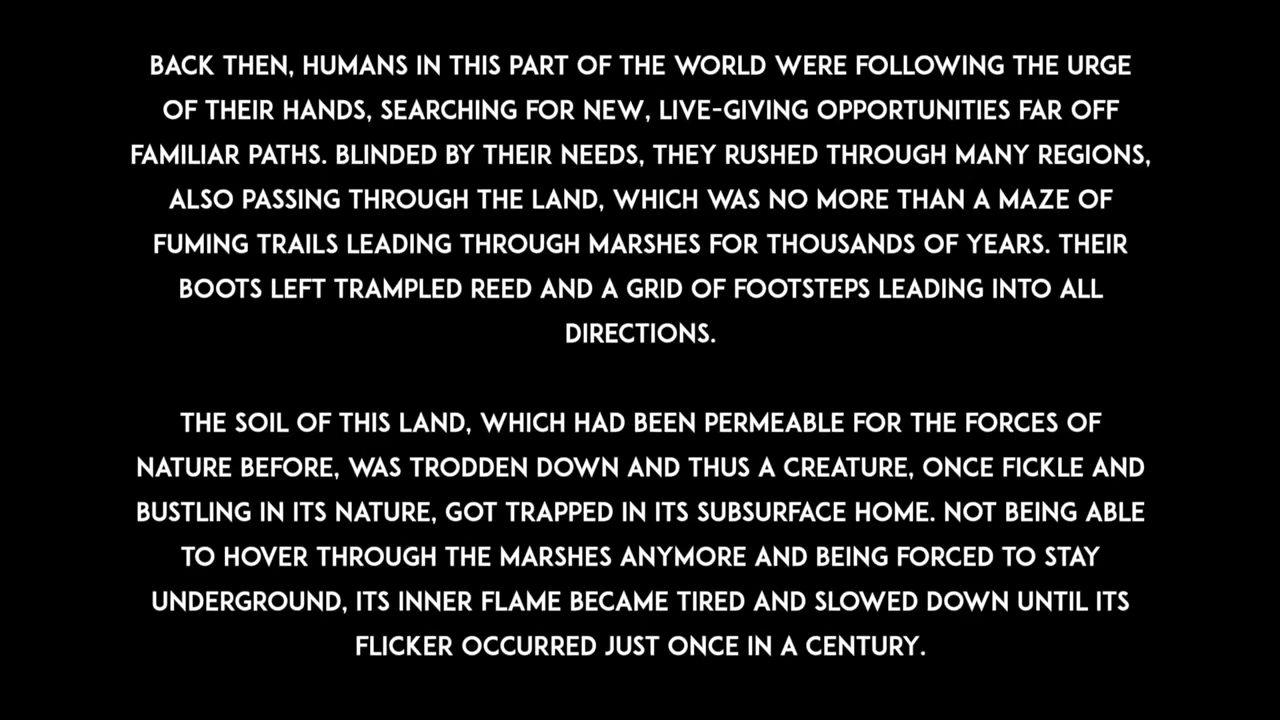 BACK THEN, HUMANS IN THIS PART OF THE WORLD WERE FOLLOWING THE URGE
OF THEIR HANDS, SEARCHING FOR NEW, LIVE-GIVING OPPORTUNITIES FAR OFF
FAMILIAR PATHS. BLINDED BY THEIR NEEDS, THEY RUSHED THROUGH MANY REGIONS,
ALSO PASSING THROUGH THE LAND, WHICH WAS NO MORE THAN A MAZE OF
FUMING TRAILS LEADING THROUGH MARSHES FOR THOUSANDS OF YEARS. THEIR
BOOTS LEFT TRAMPLED REED AND A GRID OF FOOTSTEPS LEADING INTO ALL
DIRECTIONS.
THE SOIL OF THIS LAND, WHICH HAD BEEN PERMEABLE FOR THE FORCES OF
NATURE BEFORE, WAS TRODDEN DOWN AND THUS A CREATURE, ONCE FICKLE AND
BUSTLING IN ITS NATURE, GOT TRAPPED IN ITS SUBSURFACE HOME. NOT BEING ABLE
TO HOVER THROUGH THE MARSHES ANYMORE AND BEING FORCED TO STAY
UNDERGROUND, ITS INNER FLAME BECAME TIRED AND SLOWED DOWN UNTIL ITS
FLICKER OCCURRED JUST ONCE IN A CENTURY.